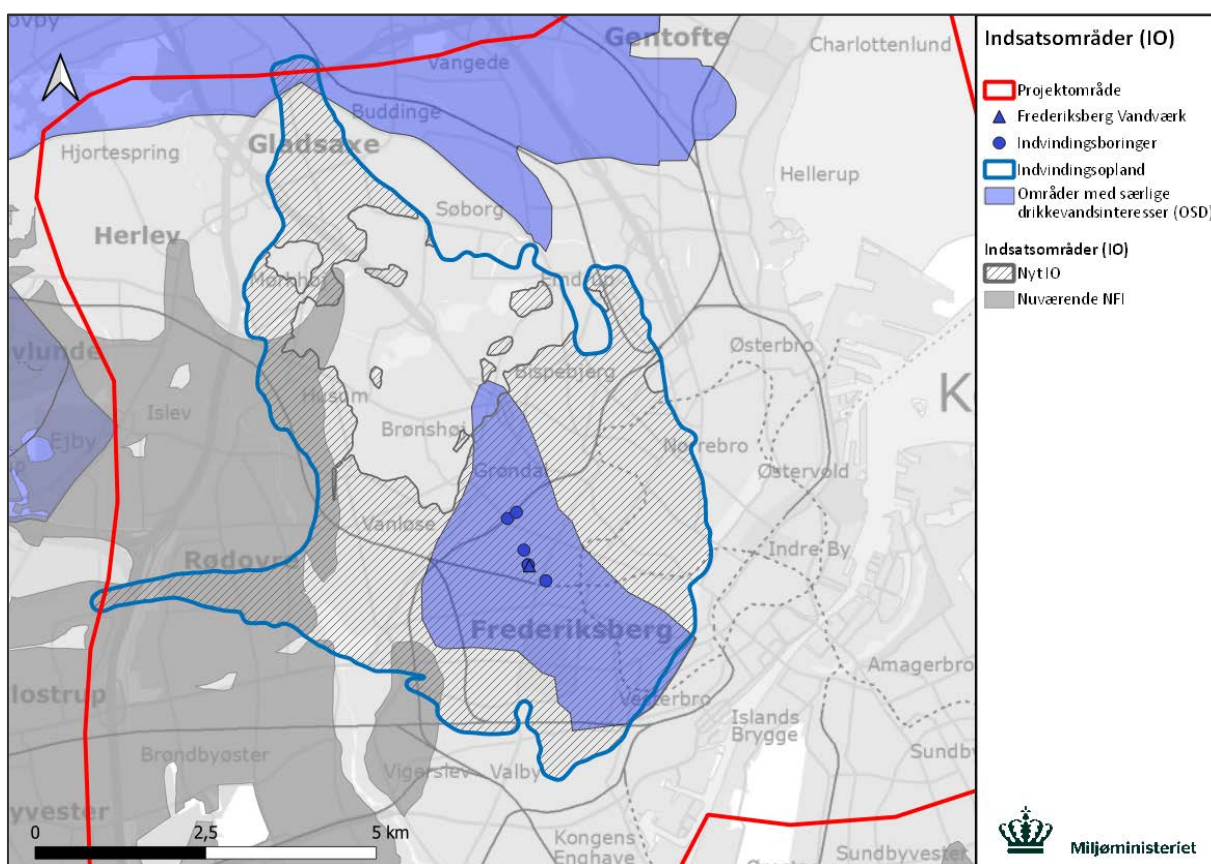 Gentofte
Charlottenlund
Vangede
Buddinge
Hjortespring
Gladsaxe
Hellerup
Søborg
Herlev
Emdrup
Østerbro
Bispebjerg
Husum
Islev
K
Brønshøj
Ejby
Nørrebro
Østervold
Grøndal
Vanløse
Indre By
Rødovre
Frederiksberg
Amagerbro
Vesterbro
lostrup
Islands
Brygge
Brøndbyøster
Sundby
Vigerslev
Valby
byvester
Kongens
Enghave
Sundbyvester
0 2,5 5 km
Indsatsområder (IO)
Projektområde
Frederiksberg Vandværk
Indvindingsboringer
Indvindingsopland
Områder med særlige
drikkevandsinteresser (OSD)
Indsatsområder (IO)
Nyt IO
Nuværende NFI
Miljøministeriet